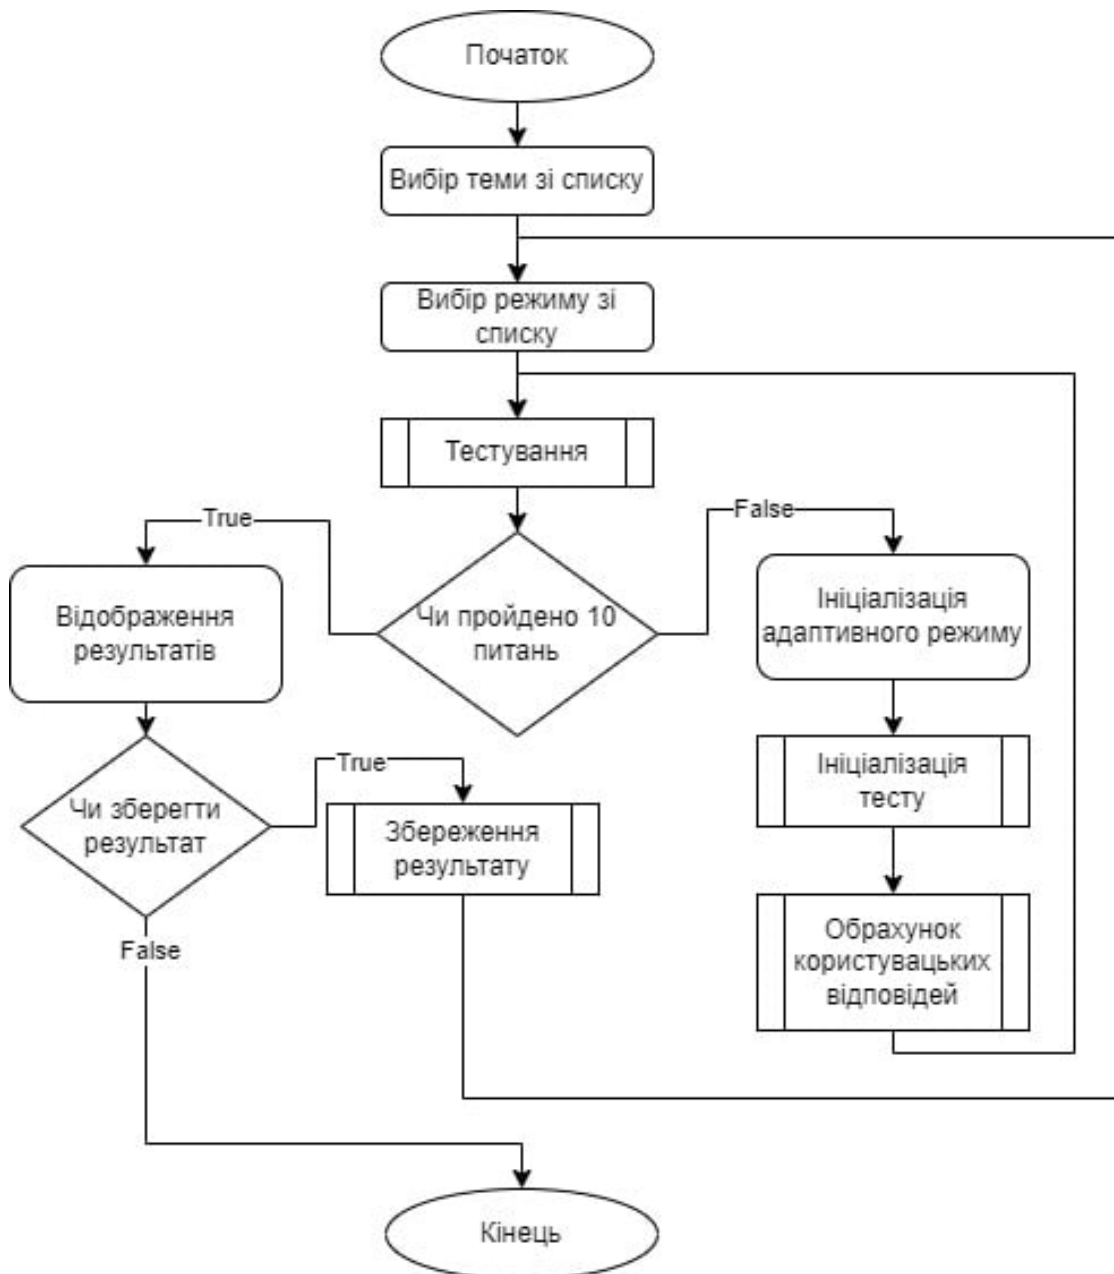 Початок
Вибір теми зі списку
Вибір режиму зі
списку
Тестування
True
False
Чи пройдено 10
питань
Відображення
результатів
Ініціалізація
адаптивного режиму
Чи зберегти
результат
True
Збереження
результату
Ініціалізація
тесту
False
Обрахунок
користувацьких
відповідей
Кінець